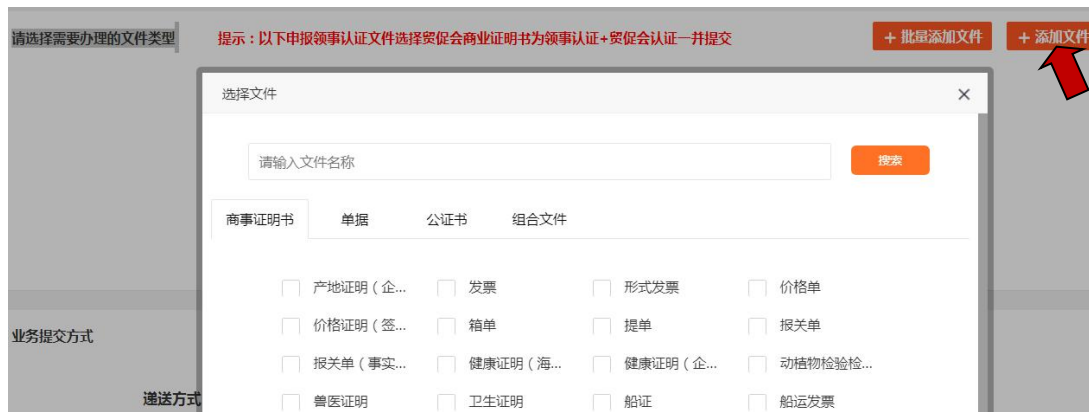 请选择需要办理的文件类型 提示：以下申报领事认证文件选择贸促会商业证明书为领事认证+贸促会认证一并提交 + 批量添加文件 + 添加文件
选择文件 ×
请输入文件名称 搜索
商事证明书 单据 公证书 组合文件
产地证明（企... 发票 形式发票 价格单
价格证明（签... 箱单 提单 报关单
业务提交方式
报关单（事实... 健康证明（海... 健康证明（企... 动植物检验检...
递送方式 兽医证明 卫生证明 船证 船运发票